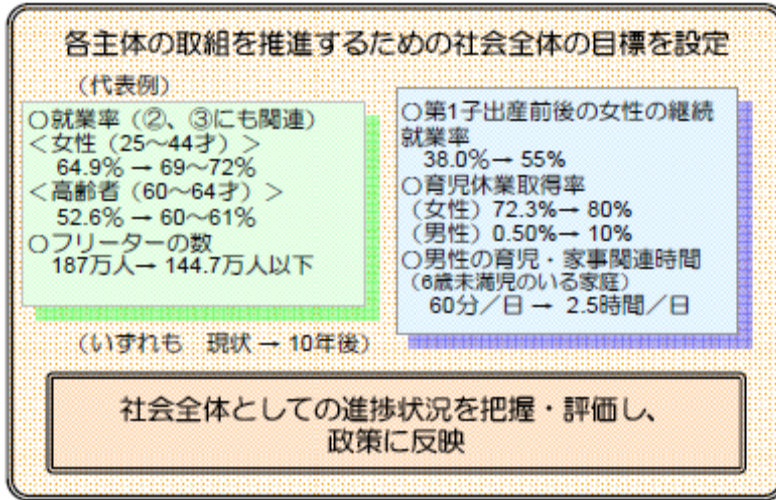 各主体の取組を推進するための社会全体の目標を設定
（代表例）
○就業率（②、③にも関連）
＜女性（25～44才）＞
64.9% → 69～72%
＜高齢者（60～64才）＞
52.6% → 60～61%
○フリーターの数
187万人→ 144.7万人以下
○第1子出産前後の女性の継続
就業率
38.0%→ 55%
○育児休業取得率
（女性）72.3%→ 80%
（男性）0.50%→ 10%
○男性の育児・家事関連時間
（6歳未満児のいる家庭）
60分／日 → 2.5時間／日
（いずれも　現状 → 10年後）
社会全体としての進捗状況を把握・評価し、
政策に反映